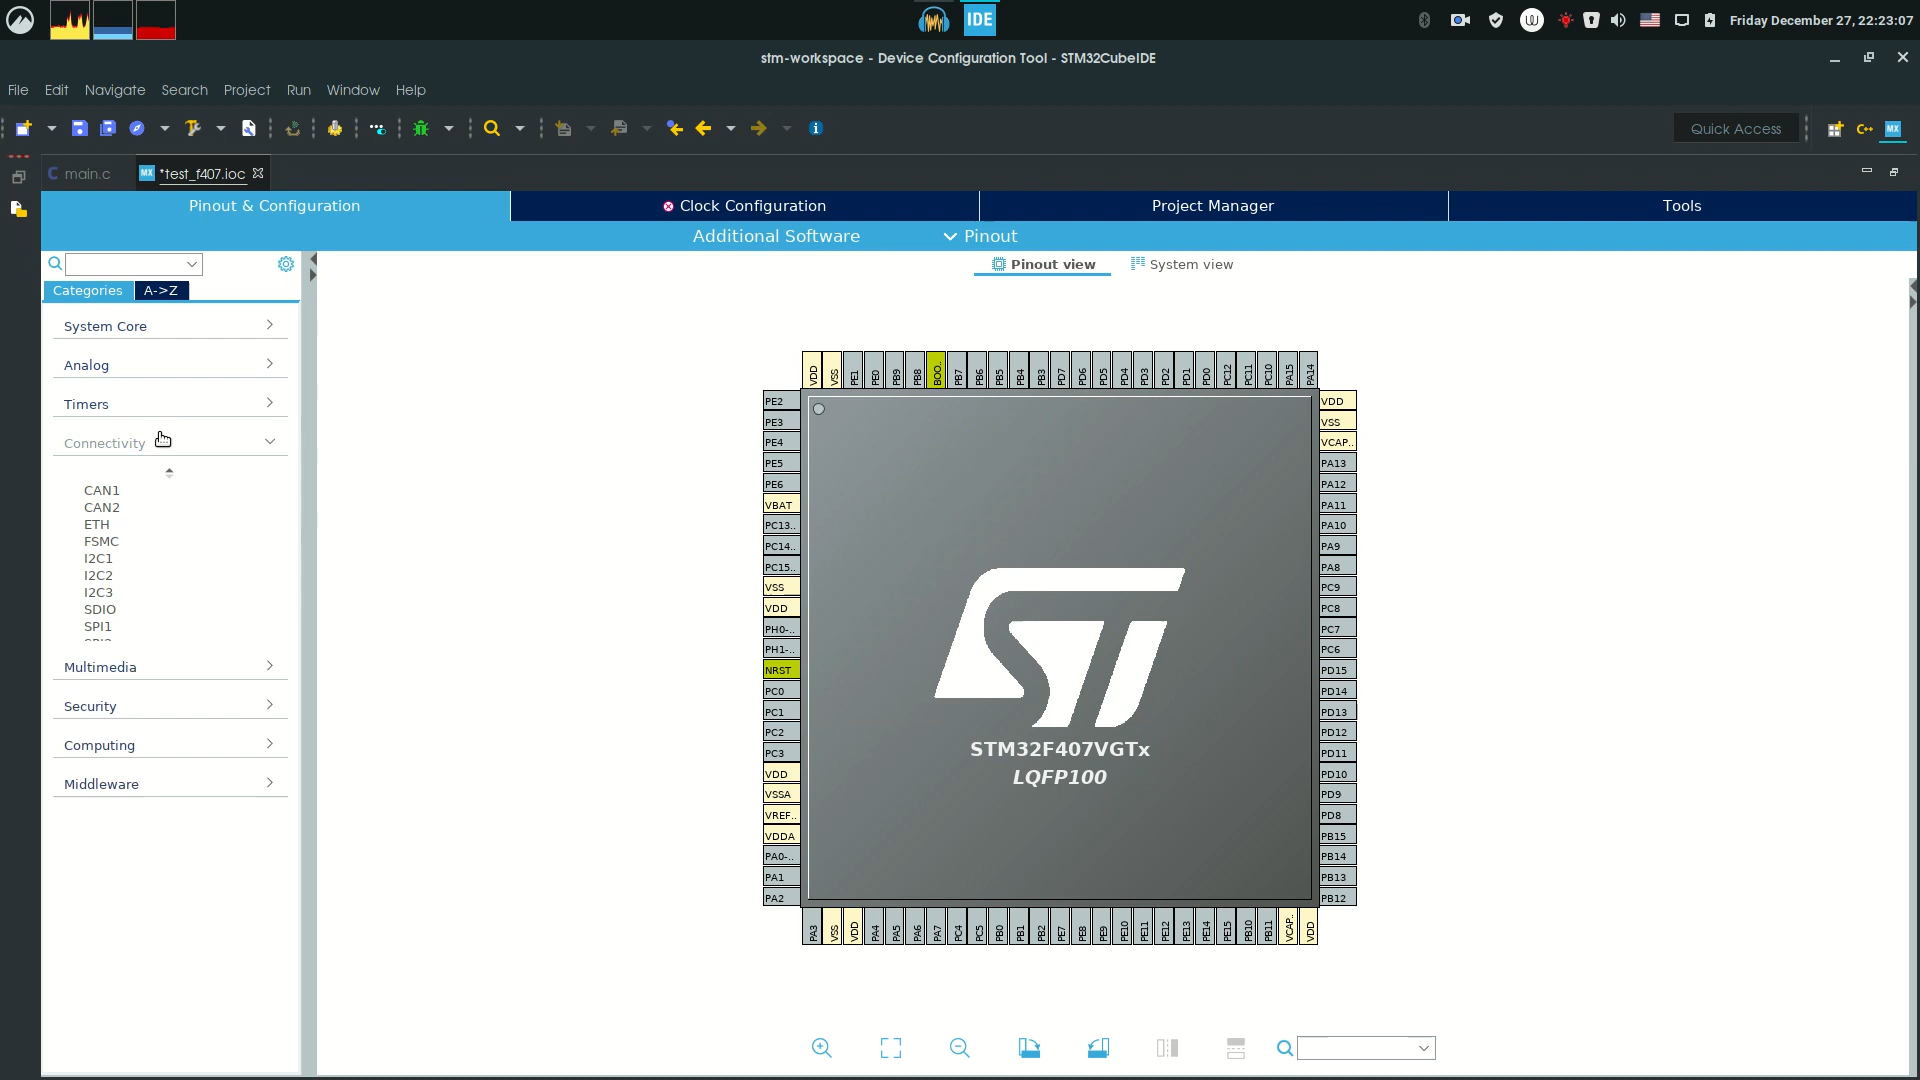 IDE
Friday December 27, 22:23:07
stm-workspace - Device Configuration Tool - STM32CubeIDE
File Edit Navigate Search Project Run Window Help
Quick Access
C++ MX
C main.c
MX *test_f407.ioc
Pinout & Configuration
Clock Configuration
Project Manager
Tools
Additional Software
Pinout
Pinout view
System view
Categories
A->Z
System Core
Analog
Timers
Connectivity
CAN1
CAN2
ETH
FSMC
I2C1
I2C2
I2C3
SDIO
SPI1
Multimedia
Security
Computing
Middleware
VDD VSS PE1 PE0 PB9 PB8 BOO.. PB7 PB6 PB5 PB4 PB3 PD7 PD6 PD5 PD4 PD3 PD2 PD1 PD0 PC12 PC11 PC10 PA15 PA14
PE2
PE3
PE4
PE5
PE6
VBAT
PC13..
PC14..
PC15..
VSS
VDD
PH0-..
PH1-..
NRST
PC0
PC1
PC2
PC3
VDD
VSSA
VREF..
VDDA
PA0-..
PA1
PA2
ST
STM32F407VGTx
LQFP100
VDD
VSS
VCAP..
PA13
PA12
PA11
PA10
PA9
PA8
PC9
PC8
PC7
PC6
PD15
PD14
PD13
PD12
PD11
PD10
PD9
PD8
PB15
PB14
PB13
PB12
PA3 VSS VDD PA4 PA5 PA6 PA7 PC4 PC5 PB0 PB1 PB2 PE7 PE8 PE9 PE10 PE11 PE12 PE13 PE14 PE15 PB10 PB11 VCAP.. VDD